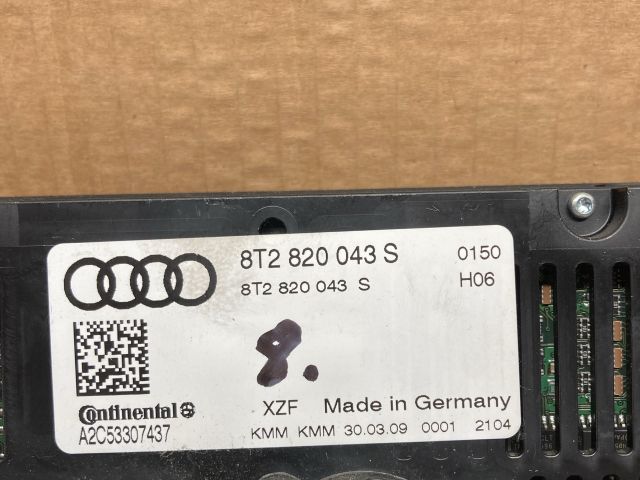 8T2 820 043 S 0150
8T2 820 043 S H06
8.
Continental
XZF Made in Germany
A2C53307437
KMM KMM 30.03.09 0001 2104